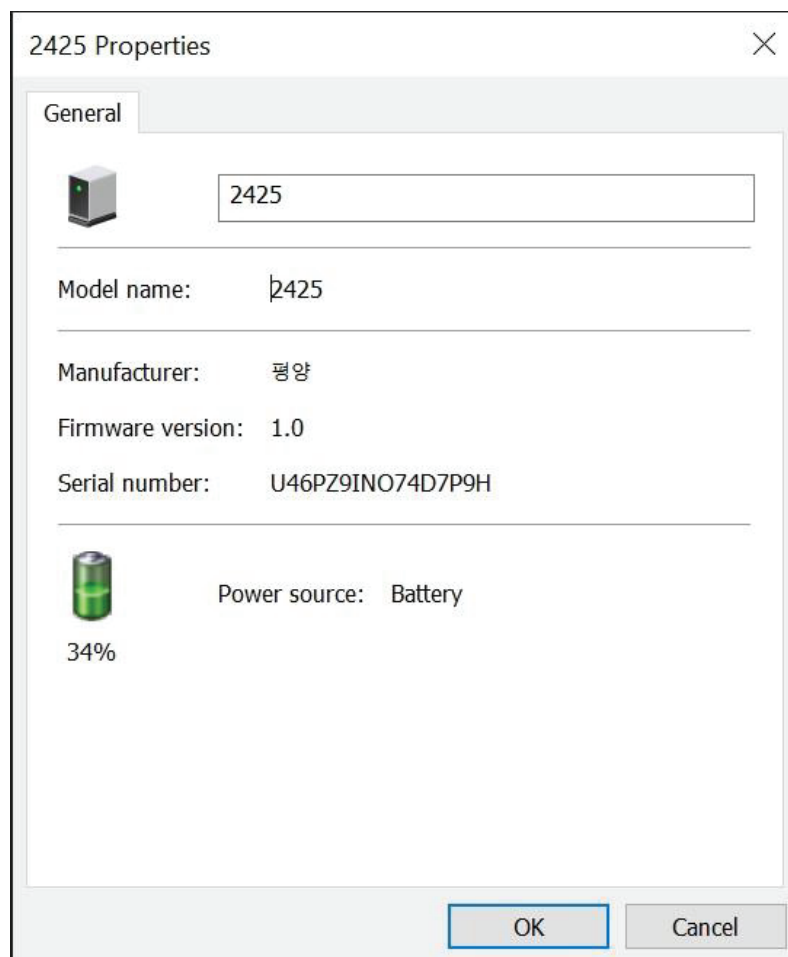 2425 Properties
General
2425
Model name: 2425
Manufacturer: 평양
Firmware version: 1.0
Serial number: U46PZ9INO74D7P9H
Power source: Battery
34%
OK Cancel